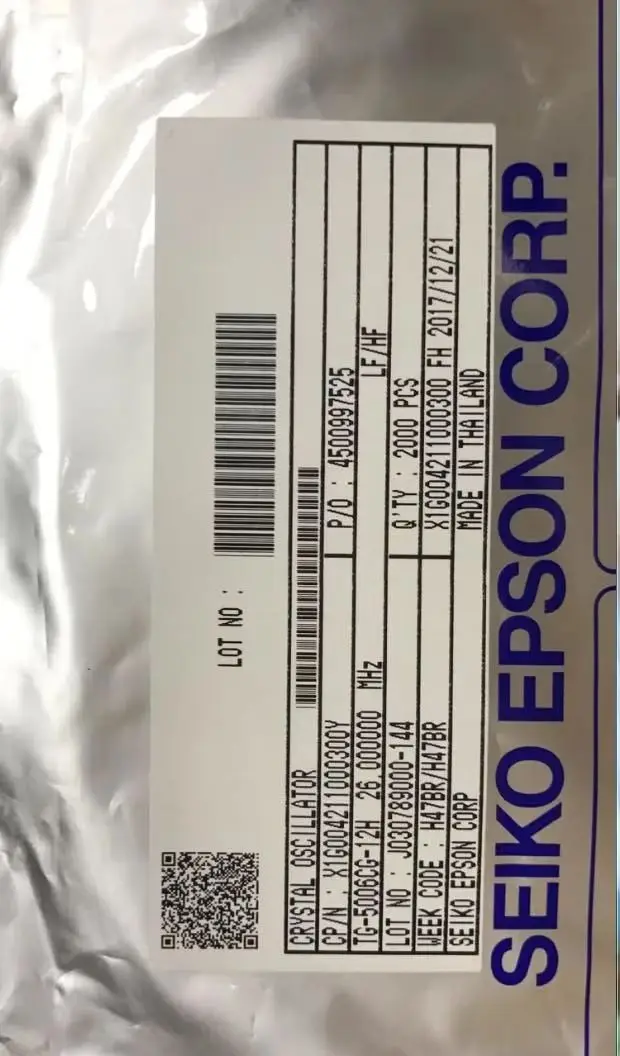 LOT NO :
CRYSTAL OSCILLATOR
CP/N : X1G004211000300Y P/O : 4500997525
TG-5006CG-12H 26.000000 MHz LF/HF
LOT NO : J030789000-144 Q'TY : 2000 PCS
WEEK CODE : H47BR/H47BR X1G004211000300 FH 2017/12/21
SEIKO EPSON CORP MADE IN THAILAND
SEIKO EPSON CORP.